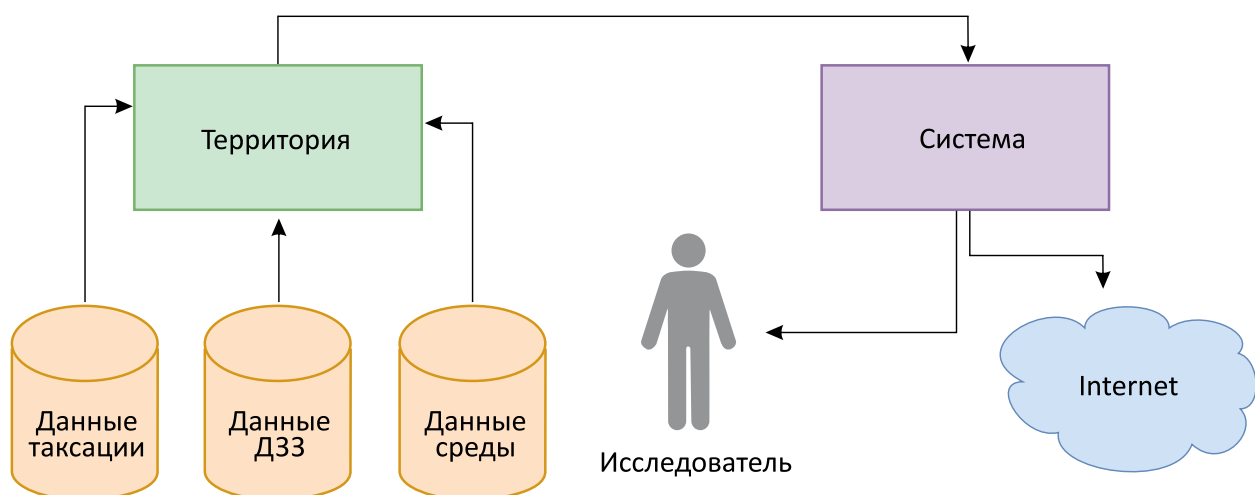 Территория
Система
Internet
Данные
таксации
Данные
ДЗЗ
Данные
среды
Исследователь